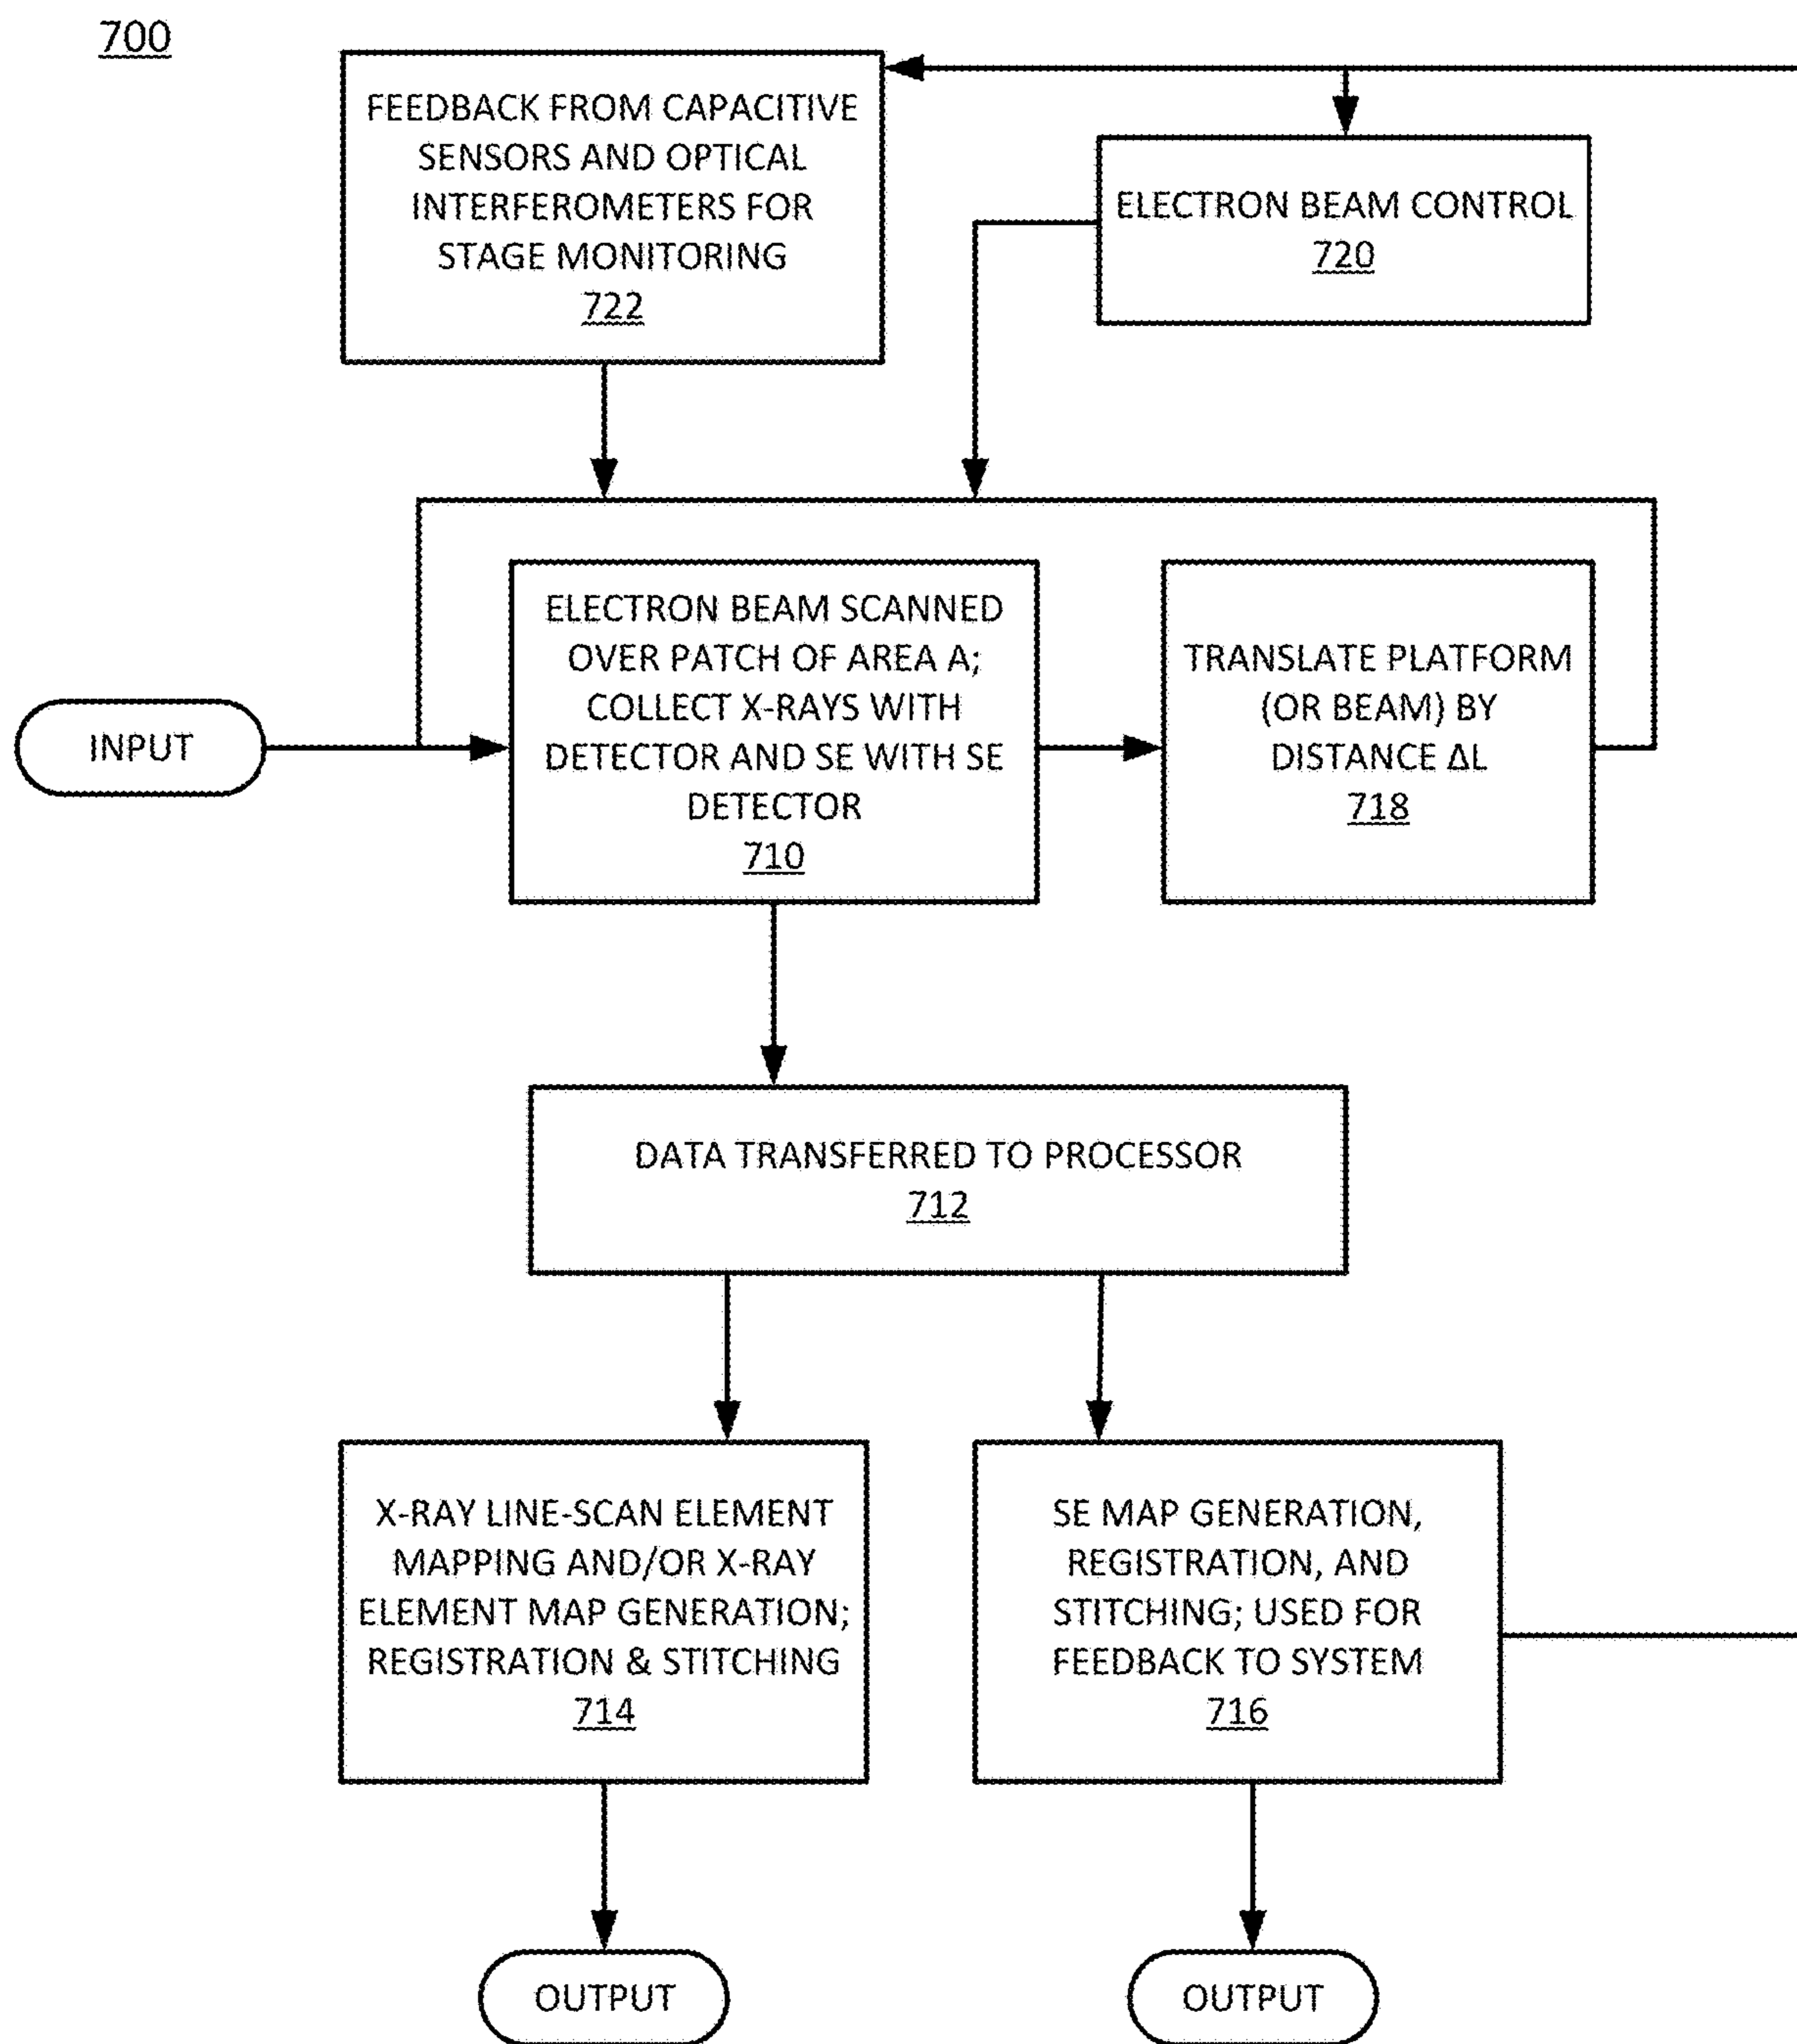 700
FEEDBACK FROM CAPACITIVE
SENSORS AND OPTICAL
INTERFEROMETERS FOR
STAGE MONITORING
722
ELECTRON BEAM CONTROL
720
INPUT
ELECTRON BEAM SCANNED
OVER PATCH OF AREA A;
COLLECT X-RAYS WITH
DETECTOR AND SE WITH SE
DETECTOR
710
TRANSLATE PLATFORM
(OR BEAM) BY
DISTANCE ΔL
718
DATA TRANSFERRED TO PROCESSOR
712
X-RAY LINE-SCAN ELEMENT
MAPPING AND/OR X-RAY
ELEMENT MAP GENERATION;
REGISTRATION & STITCHING
714
SE MAP GENERATION,
REGISTRATION, AND
STITCHING; USED FOR
FEEDBACK TO SYSTEM
716
OUTPUT
OUTPUT